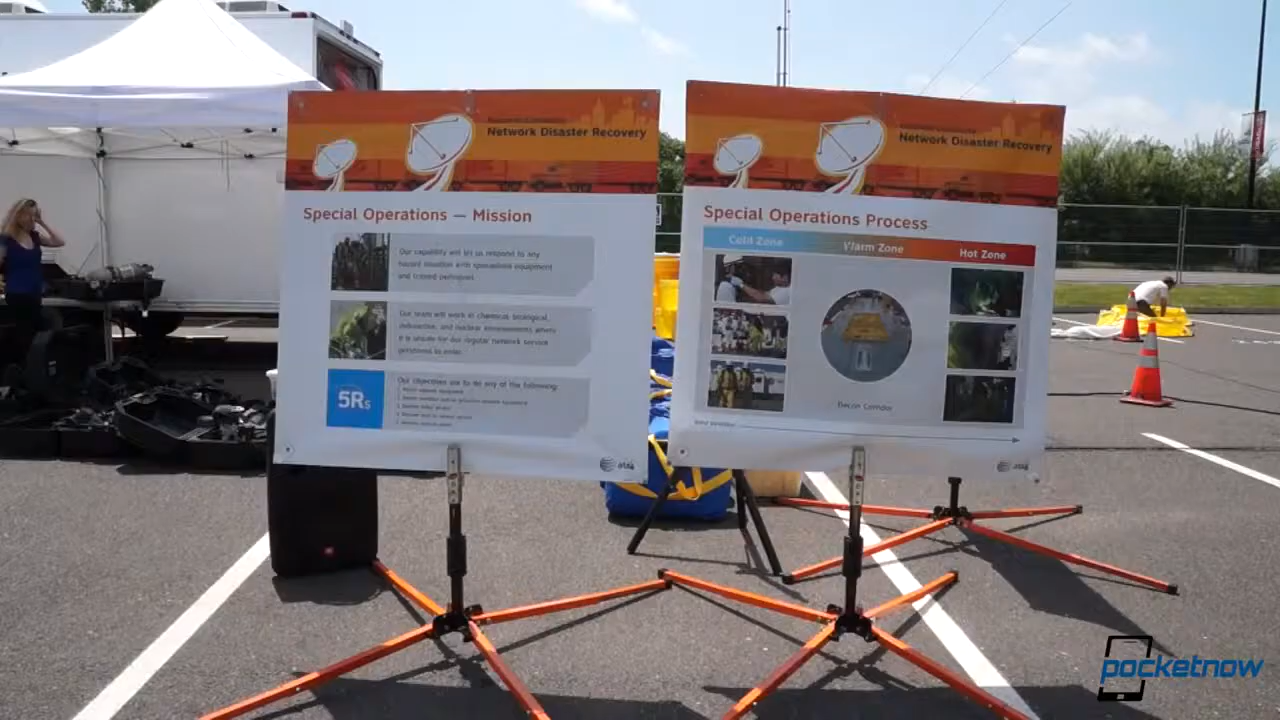 Network Disaster Recovery
Special Operations — Mission
Our capability will let us respond to any
hazard situation with specialized equipment
and trained personnel.
Our team will work in chemical, biological,
radioactive, and nuclear environments where
it is unsafe for our regular network service
personnel to enter.
5Rs
Our objectives are to do any of the following:
at&t
Network Disaster Recovery
Special Operations Process
Cold Zone
Warm Zone
Hot Zone
Decon Corridor
at&t
pocketnow